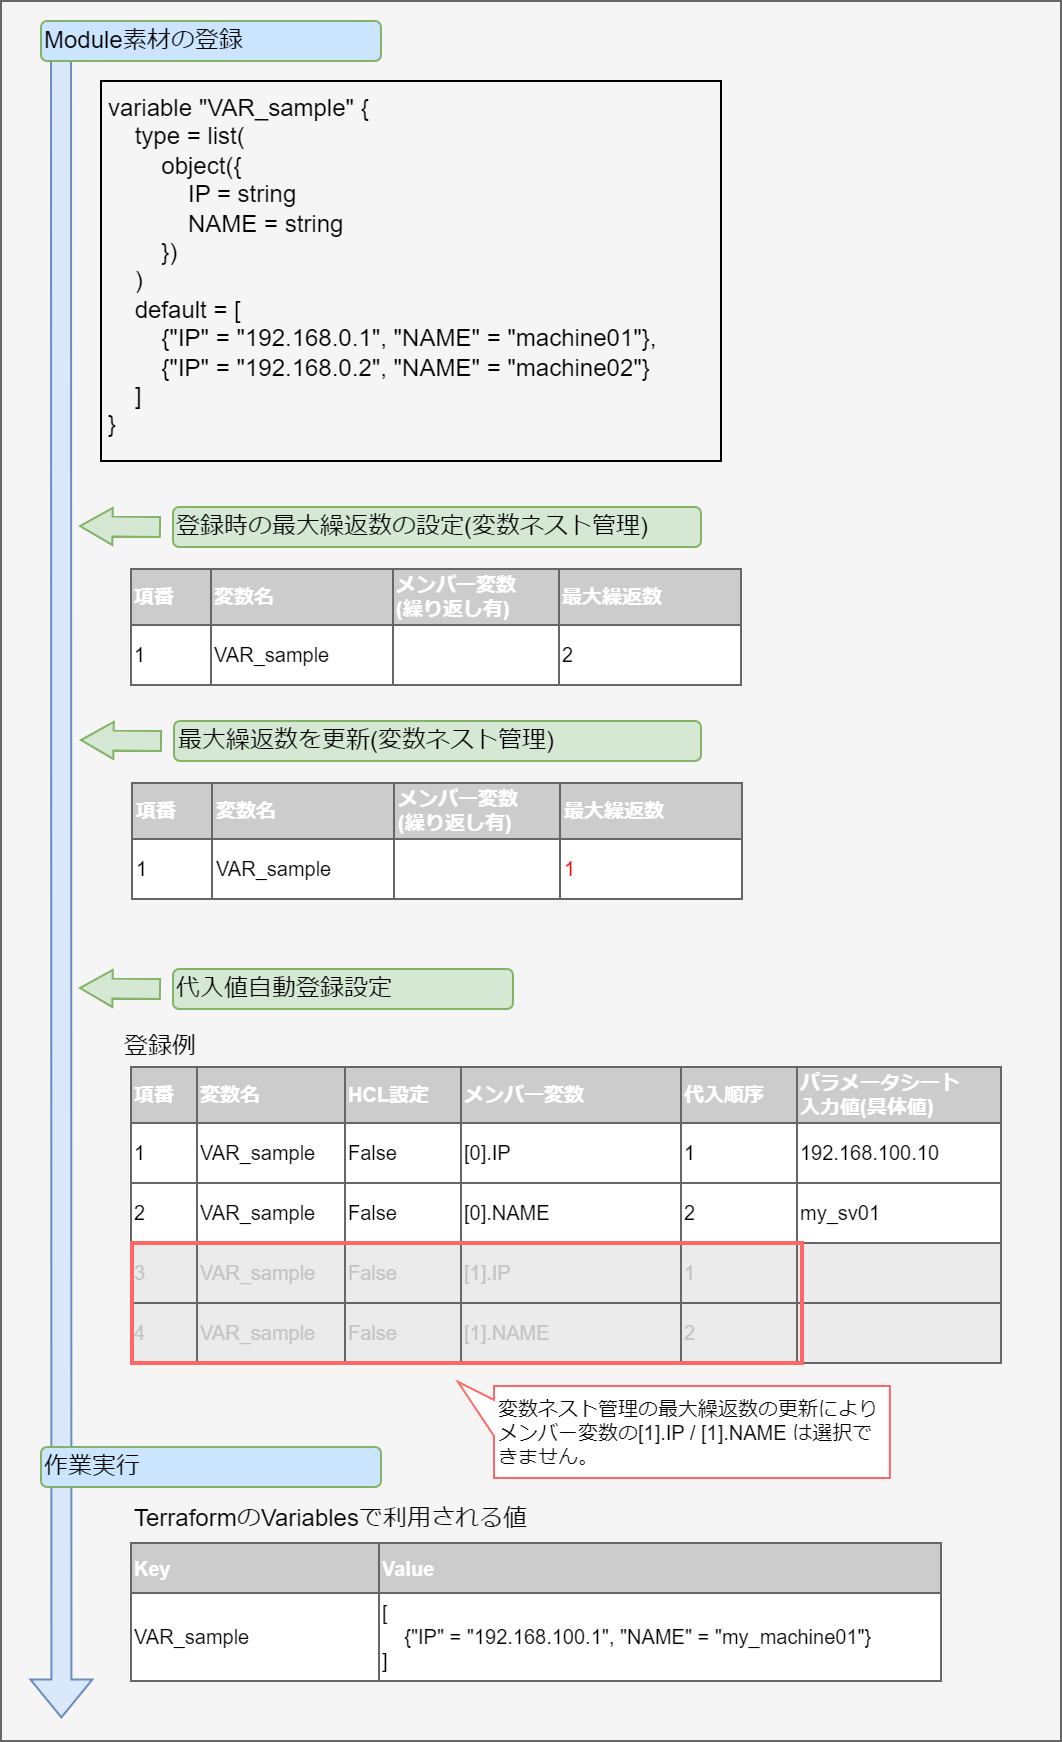 Module素材の登録
variable "VAR_sample" {
    type = list(
        object({
            IP = string
            NAME = string
        })
    )
    default = [
        {"IP" = "192.168.0.1", "NAME" = "machine01"},
        {"IP" = "192.168.0.2", "NAME" = "machine02"}
    ]
}
登録時の最大繰返数の設定(変数ネスト管理)
項番 変数名 メンバー変数 最大繰返数
(繰り返し有)
1 VAR_sample 2
最大繰返数を更新(変数ネスト管理)
項番 変数名 メンバー変数 最大繰返数
(繰り返し有)
1 VAR_sample 1
代入値自動登録設定
登録例
項番 変数名 HCL設定 メンバー変数 代入順序 パラメータシート
入力値(具体値)
1 VAR_sample False [0].IP 1 192.168.100.10
2 VAR_sample False [0].NAME 2 my_sv01
3 VAR_sample False [1].IP 1
4 VAR_sample False [1].NAME 2
変数ネスト管理の最大繰返数の更新により
メンバー変数の[1].IP / [1].NAME は選択で
きません。
作業実行
TerraformのVariablesで利用される値
Key Value
VAR_sample [
    {"IP" = "192.168.100.1", "NAME" = "my_machine01"}
]